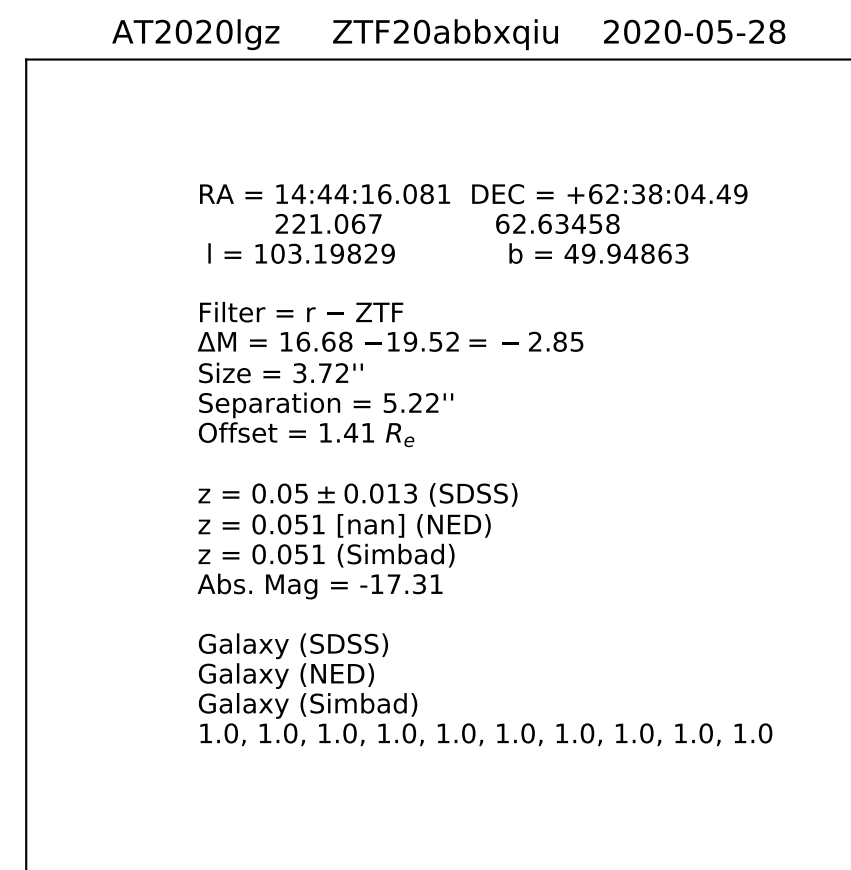 AT2020lgz ZTF20abbxqiu 2020-05-28
RA = 14:44:16.081 DEC = +62:38:04.49
221.067 62.63458
l = 103.19829 b = 49.94863
Filter = r − ZTF
ΔM = 16.68 −19.52 = − 2.85
Size = 3.72''
Separation = 5.22''
Offset = 1.41 Re
z = 0.05 ± 0.013 (SDSS)
z = 0.051 [nan] (NED)
z = 0.051 (Simbad)
Abs. Mag = -17.31
Galaxy (SDSS)
Galaxy (NED)
Galaxy (Simbad)
1.0, 1.0, 1.0, 1.0, 1.0, 1.0, 1.0, 1.0, 1.0, 1.0